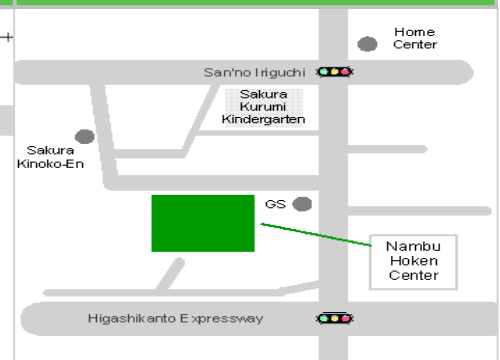 Home
Center
San'no Iriguchi
Sakura
Kurumi
Kindergarten
Sakura
Kinoko-En
GS
Nambu
Hoken
Center
Higashikanto Expressway